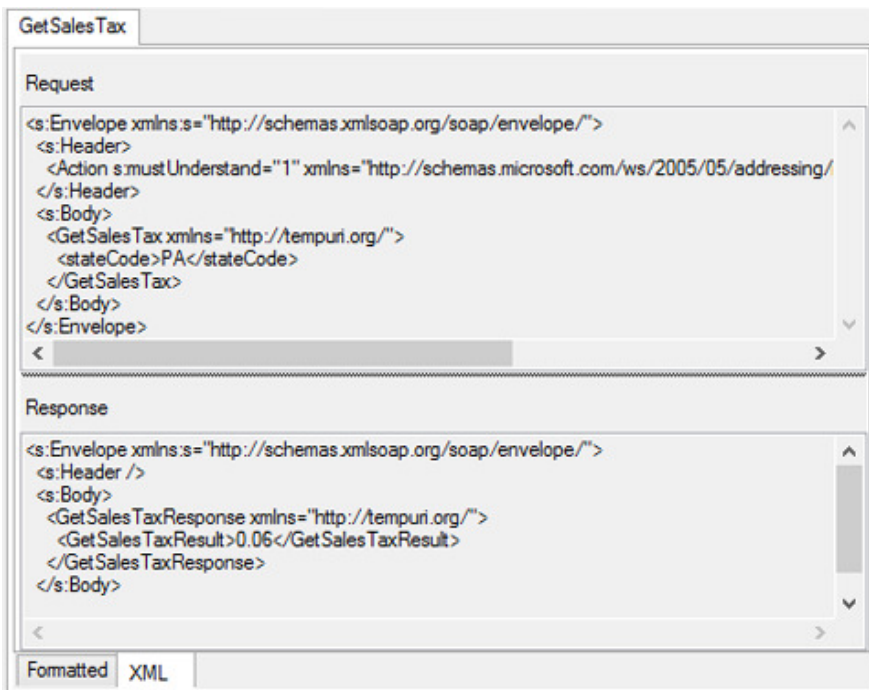 GetSalesTax
Request
<s:Envelope xmlns:s="http://schemas.xmlsoap.org/soap/envelope/">
<s:Header>
<Action s:mustUnderstand="1" xmlns="http://schemas.microsoft.com/ws/2005/05/addressing/
</s:Header>
<s:Body>
<GetSalesTax xmlns="http://tempuri.org/">
<stateCode>PA</stateCode>
</GetSalesTax>
</s:Body>
</s:Envelope>
Response
<s:Envelope xmlns:s="http://schemas.xmlsoap.org/soap/envelope/">
<s:Header />
<s:Body>
<GetSalesTaxResponse xmlns="http://tempuri.org/">
<GetSalesTaxResult>0.06</GetSalesTaxResult>
</GetSalesTaxResponse>
</s:Body>
Formatted XML